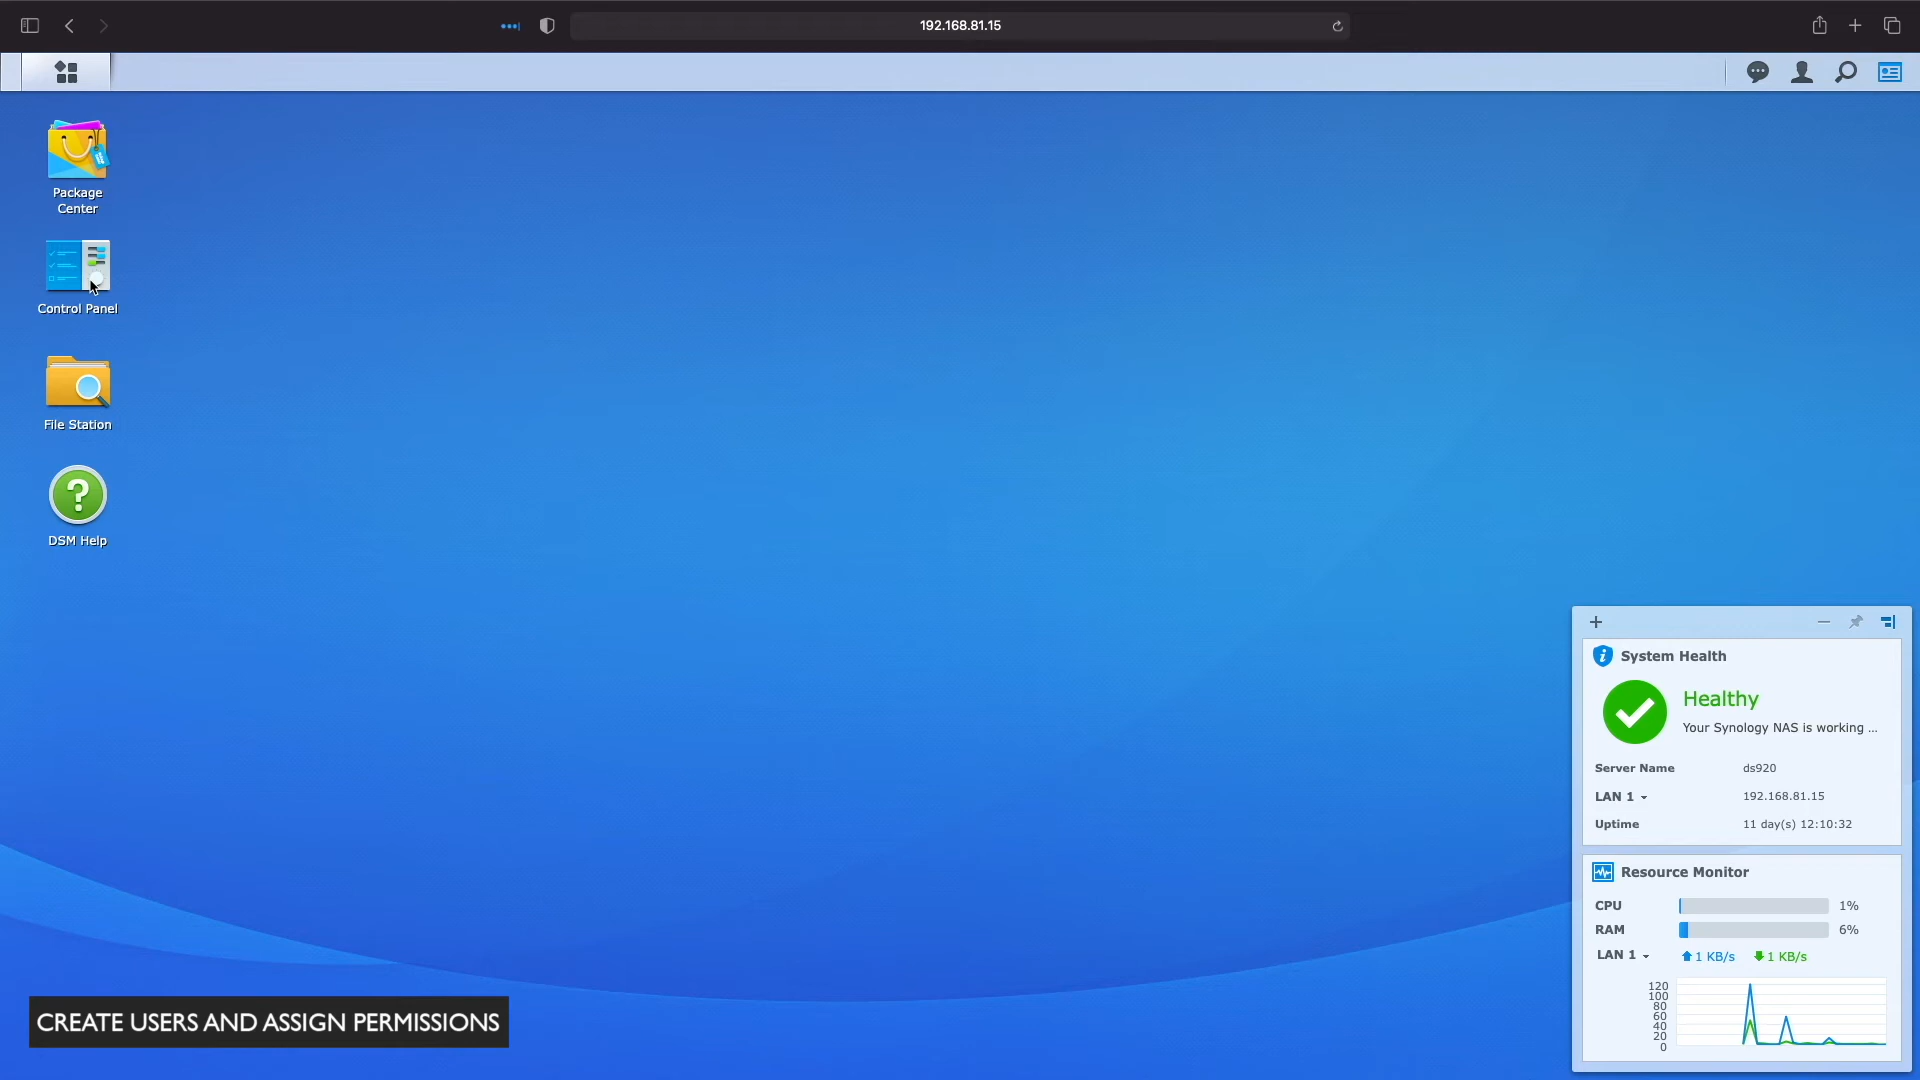 192.168.81.15
Package
Center
Control Panel
File Station
DSM Help
System Health
Healthy
Your Synology NAS is working ...
Server Name ds920
LAN 1 192.168.81.15
Uptime 11 day(s) 12:10:32
Resource Monitor
CPU 1%
RAM 6%
LAN 1 1 KB/s 1 KB/s
120
100
80
60
40
20
0
CREATE USERS AND ASSIGN PERMISSIONS